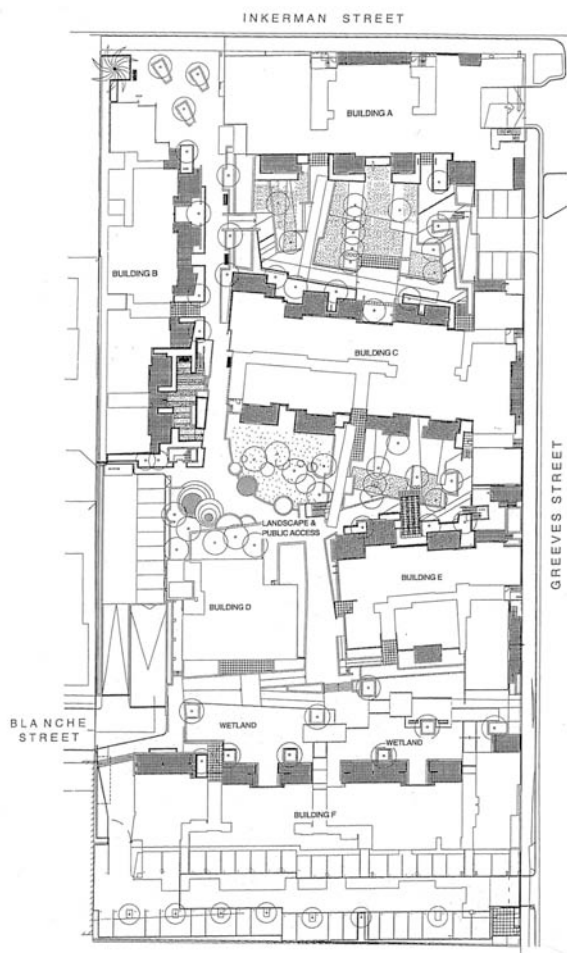 INKERMAN STREET
BUILDING A
BUILDING B
BUILDING C
GREEVES STREET
LANDSCAPE &
PUBLIC ACCESS
BUILDING E
BUILDING D
BLANCHE
STREET
WETLAND
WETLAND
BUILDING F